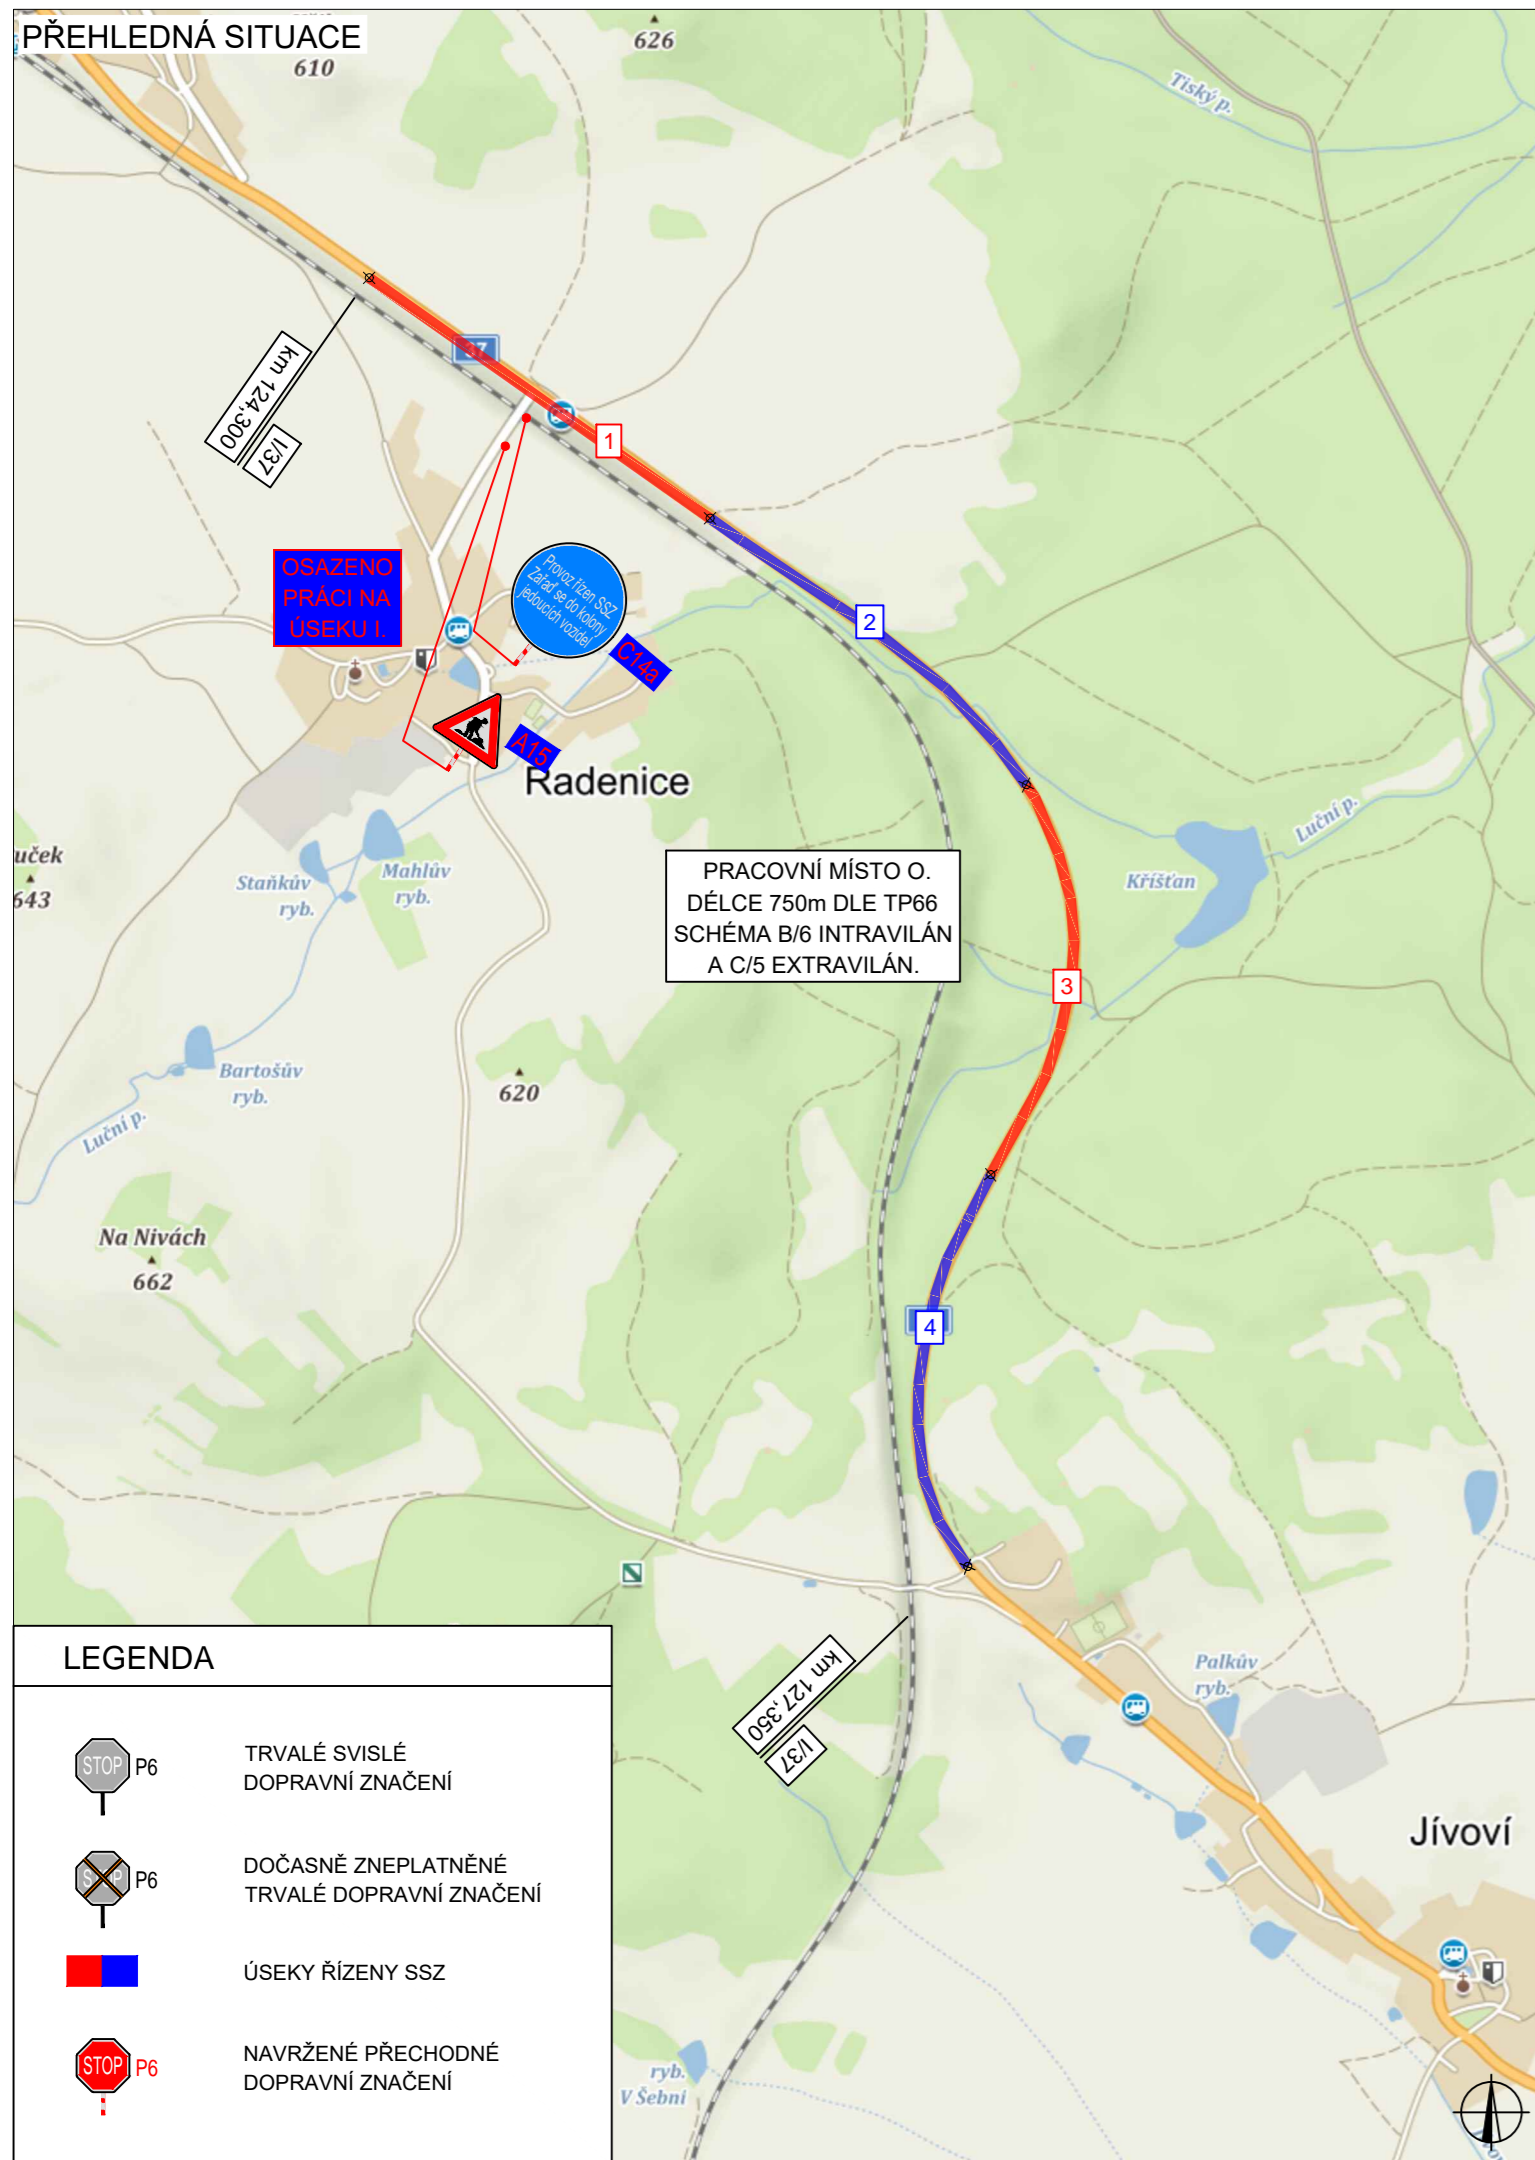 PŘEHLEDNÁ SITUACE
610
626
Tiský p.
km 124,300
I/37
37
1
2
OSAZENO
PRÁCI NA
ÚSEKU I.
Provoz řízen SSZ
Zařaď se do kolony
jedoucích vozidel
C14a
A15
Radenice
uček
643
Staňkův
ryb.
Mahlův
ryb.
Luční p.
Kříšťan
PRACOVNÍ MÍSTO O.
DÉLCE 750m DLE TP66
SCHÉMA B/6 INTRAVILÁN
A C/5 EXTRAVILÁN.
3
Bartošův
ryb.
620
Luční p.
Na Nivách
662
4
km 127,350
I/37
Palkův
ryb.
Jívoví
ryb.
V Šebni
LEGENDA
STOP P6
TRVALÉ SVISLÉ
DOPRAVNÍ ZNAČENÍ
P6
DOČASNĚ ZNEPLATNĚNÉ
TRVALÉ DOPRAVNÍ ZNAČENÍ
ÚSEKY ŘÍZENY SSZ
STOP P6
NAVRŽENÉ PŘECHODNÉ
DOPRAVNÍ ZNAČENÍ